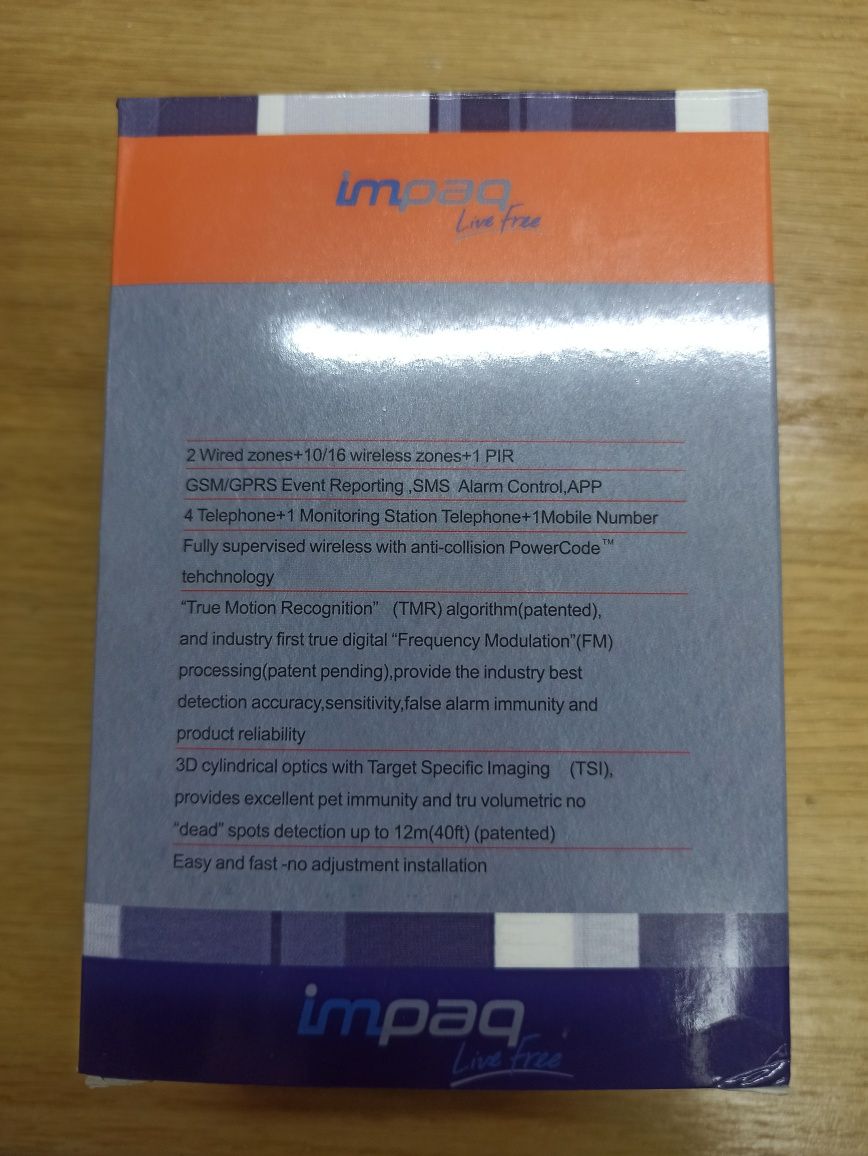 impaq
Live Free
2 Wired zones+10/16 wireless zones+1 PIR
GSM/GPRS Event Reporting ,SMS Alarm Control,APP
4 Telephone+1 Monitoring Station Telephone+1Mobile Number
Fully supervised wireless with anti-collision PowerCode™
tehchnology
“True Motion Recognition” (TMR) algorithm(patented),
and industry first true digital “Frequency Modulation”(FM)
processing(patent pending),provide the industry best
detection accuracy,sensitivity,false alarm immunity and
product reliability
3D cylindrical optics with Target Specific Imaging (TSI),
provides excellent pet immunity and tru volumetric no
“dead” spots detection up to 12m(40ft) (patented)
Easy and fast -no adjustment installation
impaq
Live Free